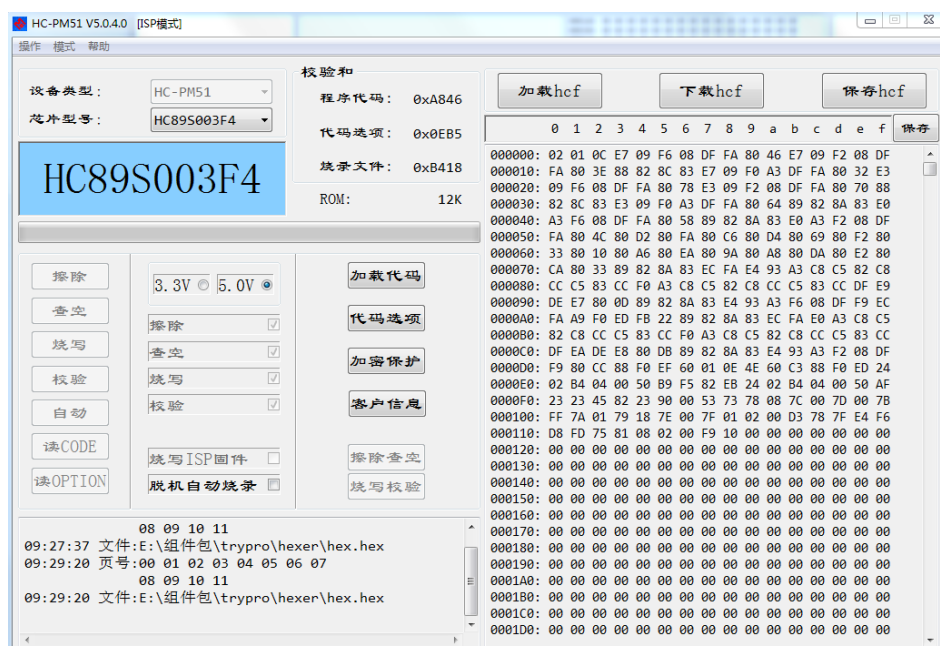 HC-PM51 V5.0.4.0 [ISP模式]
操作 模式 帮助
设备类型: HC-PM51
芯片型号: HC89S003F4
HC89S003F4
校验和
程序代码: 0xA846
代码选项: 0x0EB5
烧录文件: 0xB418
ROM: 12K
擦除
查空
烧写
校验
自动
读CODE
读OPTION
3.3V 5.0V
擦除
查空
烧写
校验
烧写ISP固件
脱机自动烧录
加载代码
代码选项
加密保护
客户信息
擦除查空
烧写校验
08 09 10 11
09:27:37 文件:E:\组件包\trypro\hexer\hex.hex
09:29:20 页号:00 01 02 03 04 05 06 07
08 09 10 11
09:29:20 文件:E:\组件包\trypro\hexer\hex.hex
加载hcf 下载hcf 保存hcf
0 1 2 3 4 5 6 7 8 9 a b c d e f 保存
000000: 02 01 0C E7 09 F6 08 DF FA 80 46 E7 09 F2 08 DF
000010: FA 80 3E 88 82 8C 83 E7 09 F0 A3 DF FA 80 32 E3
000020: 09 F6 08 DF FA 80 78 E3 09 F2 08 DF FA 80 70 88
000030: 82 8C 83 E3 09 F0 A3 DF FA 80 64 89 82 8A 83 E0
000040: A3 F6 08 DF FA 80 58 89 82 8A 83 E0 A3 F2 08 DF
000050: FA 80 4C 80 D2 80 FA 80 C6 80 D4 80 69 80 F2 80
000060: 33 80 10 80 A6 80 EA 80 9A 80 A8 80 DA 80 E2 80
000070: CA 80 33 89 82 8A 83 EC FA E4 93 A3 C8 C5 82 C8
000080: CC C5 83 CC F0 A3 C8 C5 82 C8 CC C5 83 CC DF E9
000090: DE E7 80 0D 89 82 8A 83 E4 93 A3 F6 08 DF F9 EC
0000A0: FA A9 F0 ED FB 22 89 82 8A 83 EC FA E0 A3 C8 C5
0000B0: 82 C8 CC C5 83 CC F0 A3 C8 C5 82 C8 CC C5 83 CC
0000C0: DF EA DE E8 80 DB 89 82 8A 83 E4 93 A3 F2 08 DF
0000D0: F9 80 CC 88 F0 EF 60 01 0E 4E 60 C3 88 F0 ED 24
0000E0: 02 B4 04 00 50 B9 F5 82 EB 24 02 B4 04 00 50 AF
0000F0: 23 23 45 82 23 90 00 53 73 78 08 7C 00 7D 00 7B
000100: FF 7A 01 79 18 7E 00 7F 01 02 00 D3 78 7F E4 F6
000110: D8 FD 75 81 08 02 00 F9 10 00 00 00 00 00 00 00
000120: 00 00 00 00 00 00 00 00 00 00 00 00 00 00 00 00
000130: 00 00 00 00 00 00 00 00 00 00 00 00 00 00 00 00
000140: 00 00 00 00 00 00 00 00 00 00 00 00 00 00 00 00
000150: 00 00 00 00 00 00 00 00 00 00 00 00 00 00 00 00
000160: 00 00 00 00 00 00 00 00 00 00 00 00 00 00 00 00
000170: 00 00 00 00 00 00 00 00 00 00 00 00 00 00 00 00
000180: 00 00 00 00 00 00 00 00 00 00 00 00 00 00 00 00
000190: 00 00 00 00 00 00 00 00 00 00 00 00 00 00 00 00
0001A0: 00 00 00 00 00 00 00 00 00 00 00 00 00 00 00 00
0001B0: 00 00 00 00 00 00 00 00 00 00 00 00 00 00 00 00
0001C0: 00 00 00 00 00 00 00 00 00 00 00 00 00 00 00 00
0001D0: 00 00 00 00 00 00 00 00 00 00 00 00 00 00 00 00